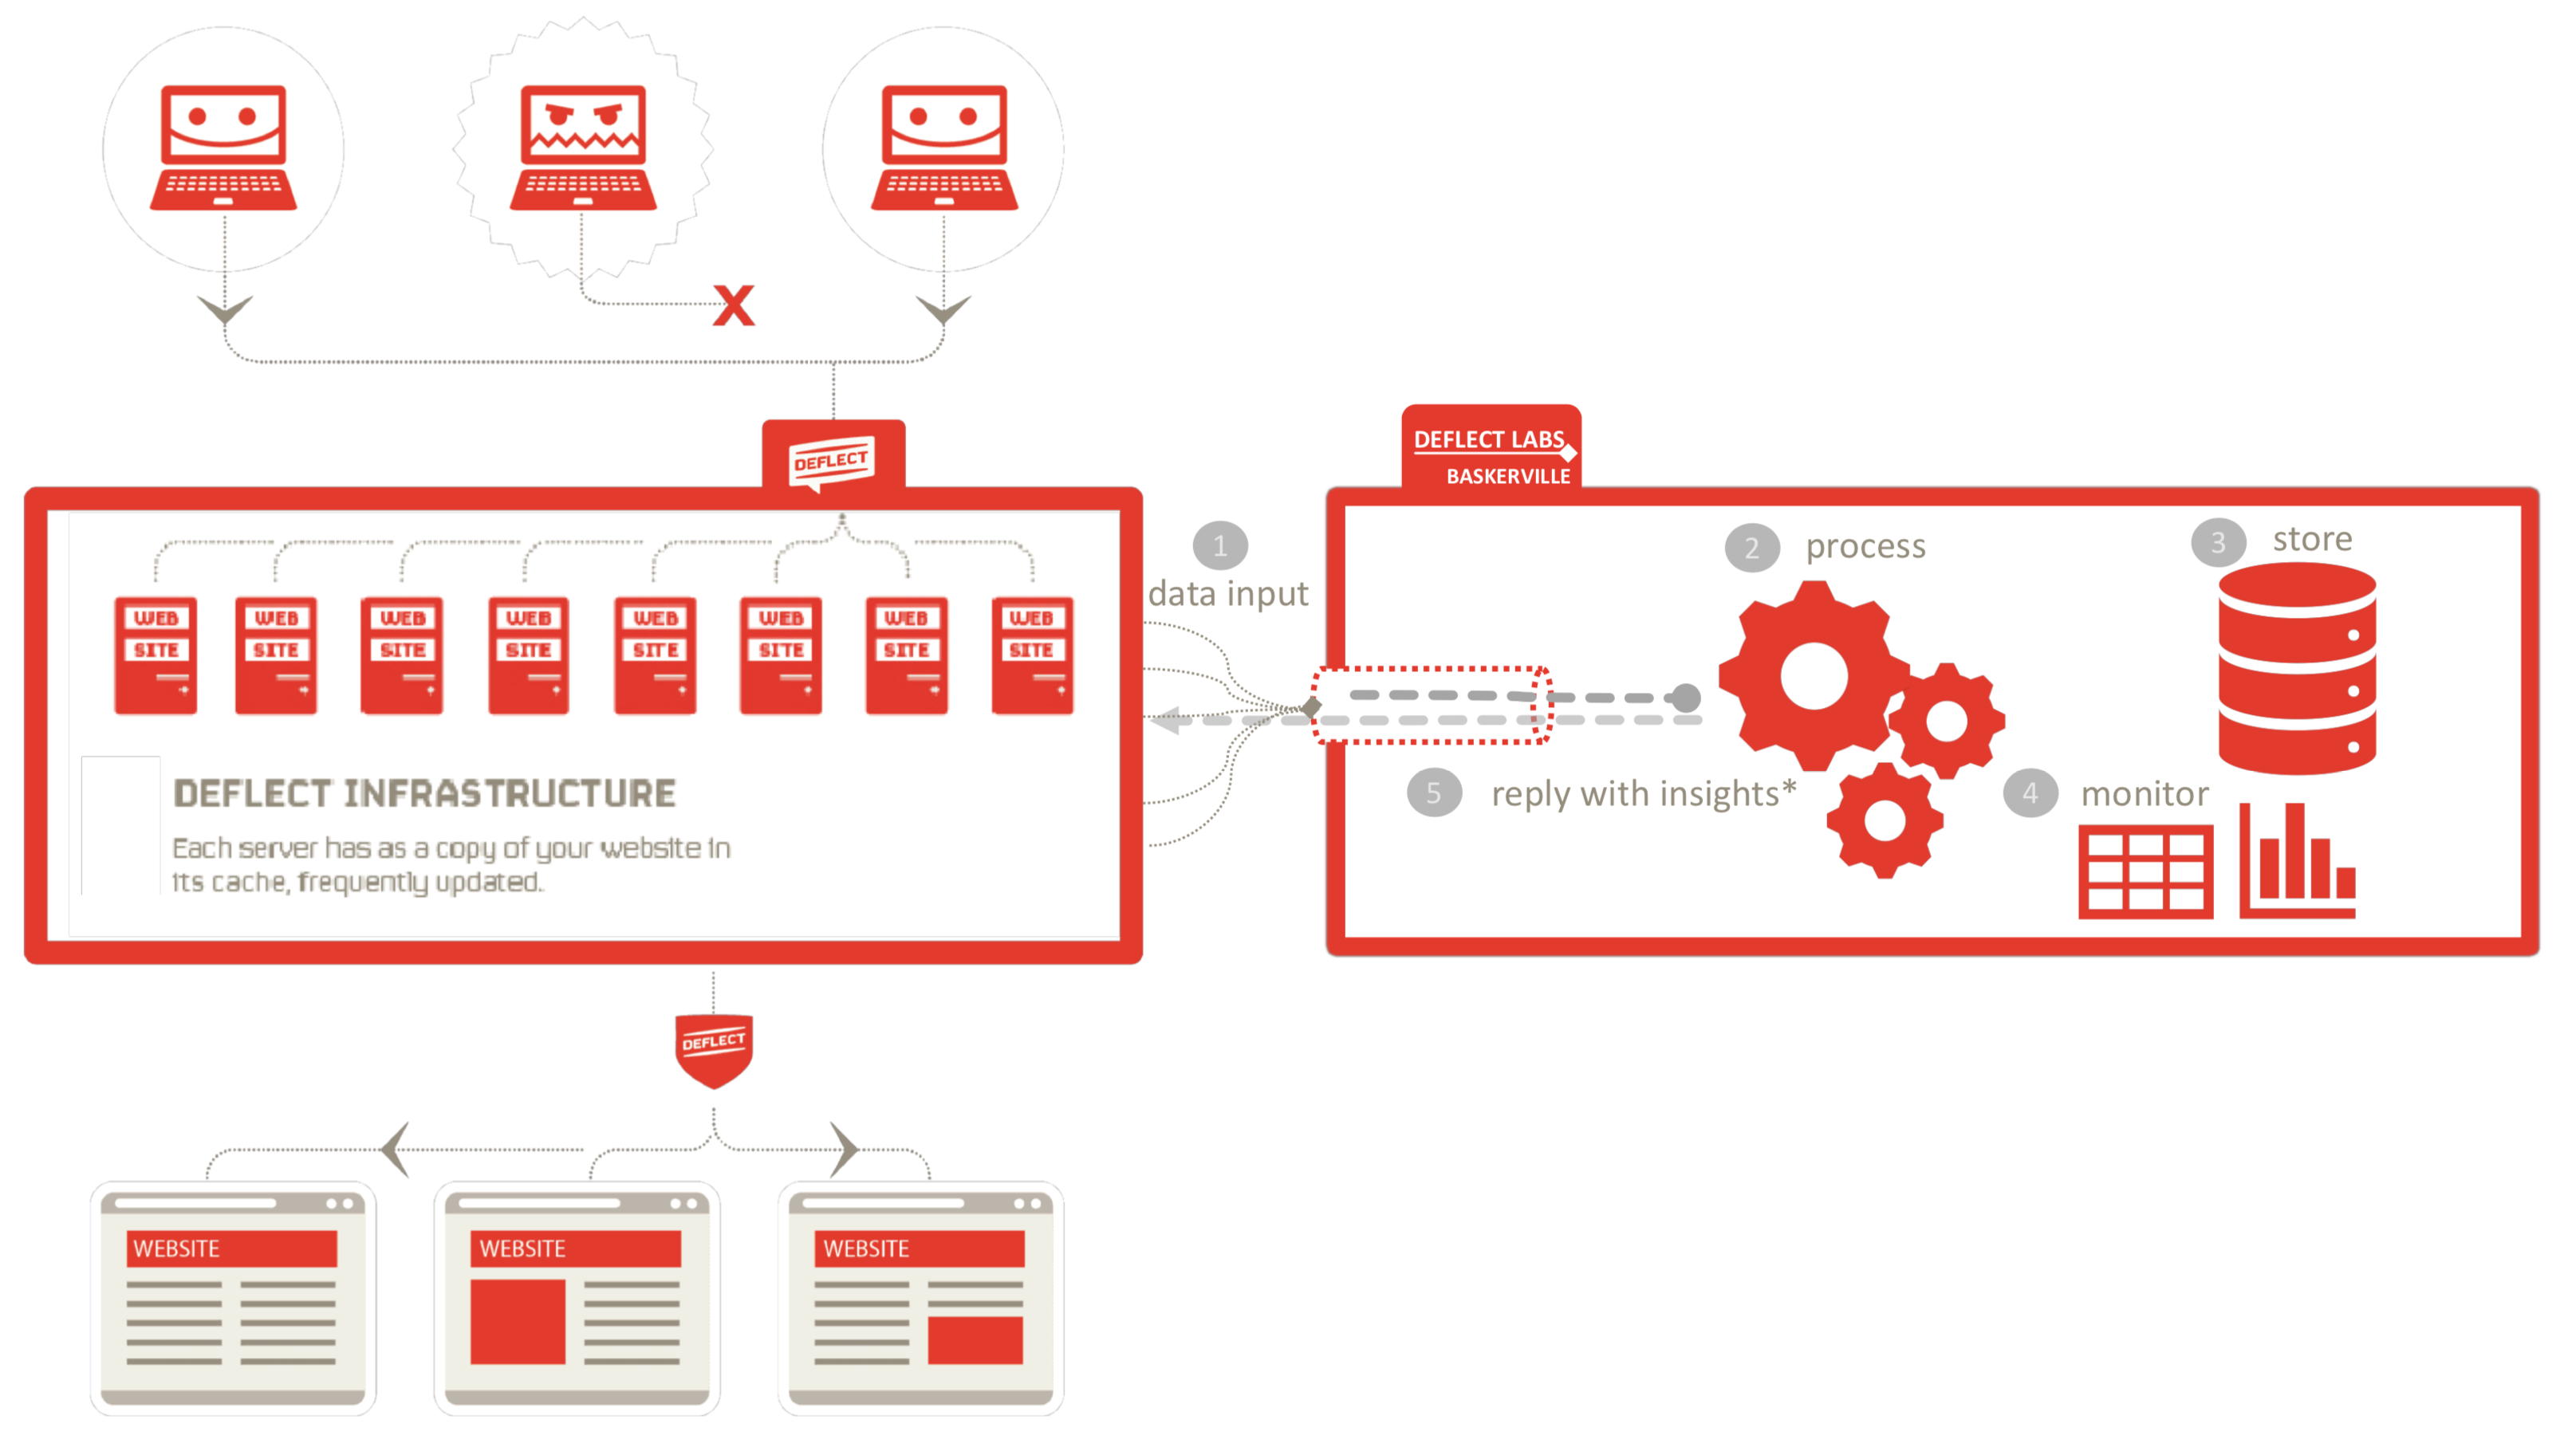 X
DEFLECT
WEB SITE
WEB SITE
WEB SITE
WEB SITE
WEB SITE
WEB SITE
WEB SITE
WEB SITE
DEFLECT INFRASTRUCTURE
Each server has as a copy of your website in
its cache, frequently updated.
1
data input
DEFLECT LABS
BASKERVILLE
2 process
3 store
5 reply with insights*
4 monitor
DEFLECT
WEBSITE
WEBSITE
WEBSITE